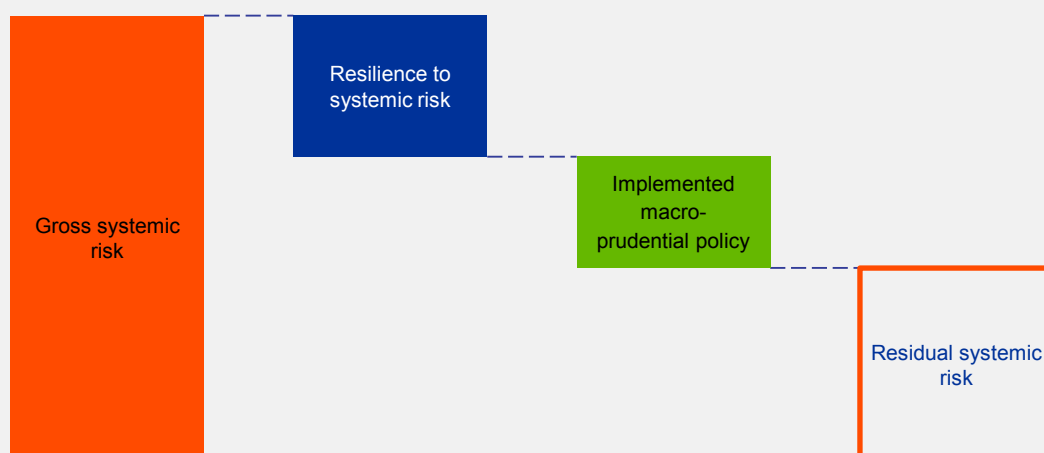 Gross systemic
risk
Resilience to
systemic risk
Implemented
macro-
prudential policy
Residual systemic
risk